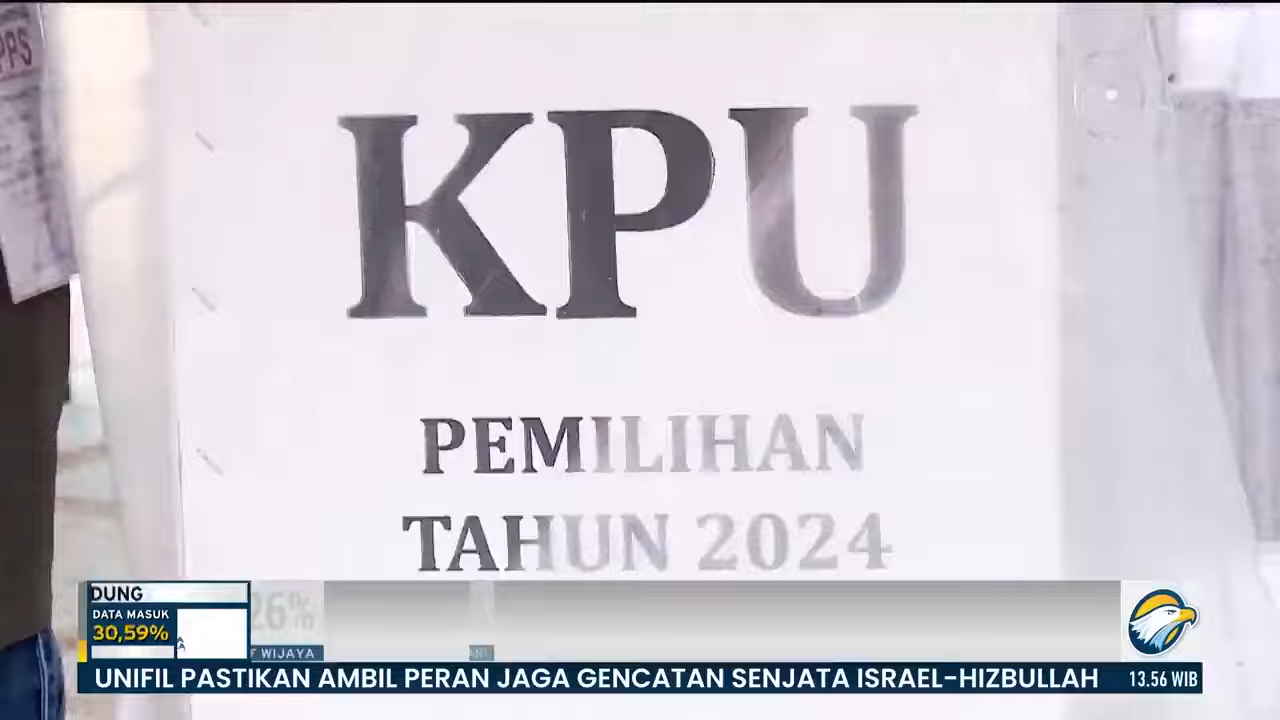 PPS
KPU
PEMILIHAN
TAHUN 2024
DUNG
DATA MASUK
30,59%
26%
F WIJAYA
UNIFIL PASTIKAN AMBIL PERAN JAGA GENCATAN SENJATA ISRAEL-HIZBULLAH
13.56 WIB